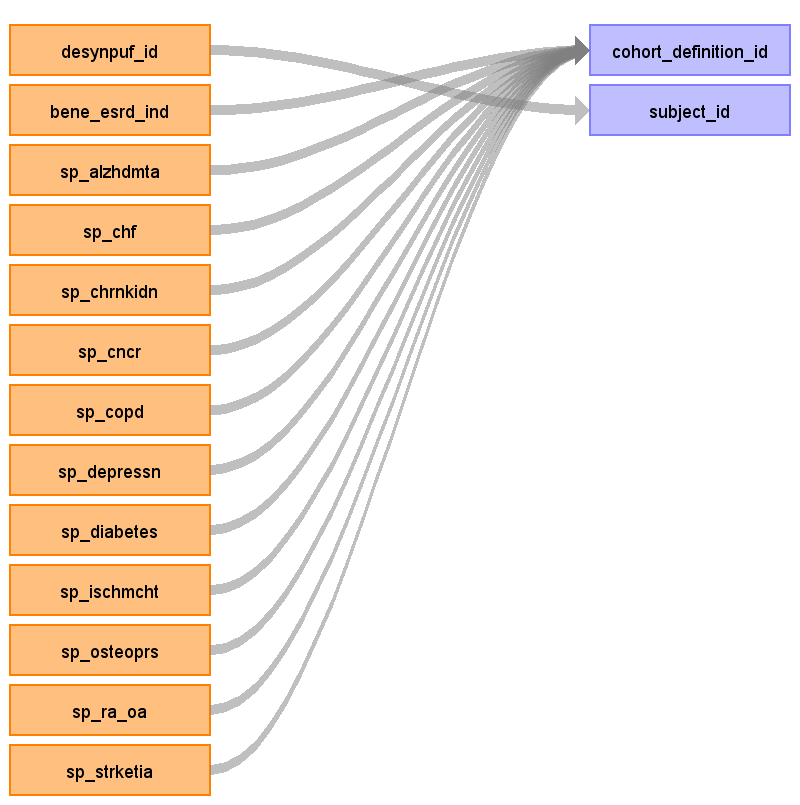 desynpuf_id
cohort_definition_id
bene_esrd_ind
subject_id
sp_alzhdmta
sp_chf
sp_chrnkidn
sp_cncr
sp_copd
sp_depressn
sp_diabetes
sp_ischmcht
sp_osteoprs
sp_ra_oa
sp_strketia